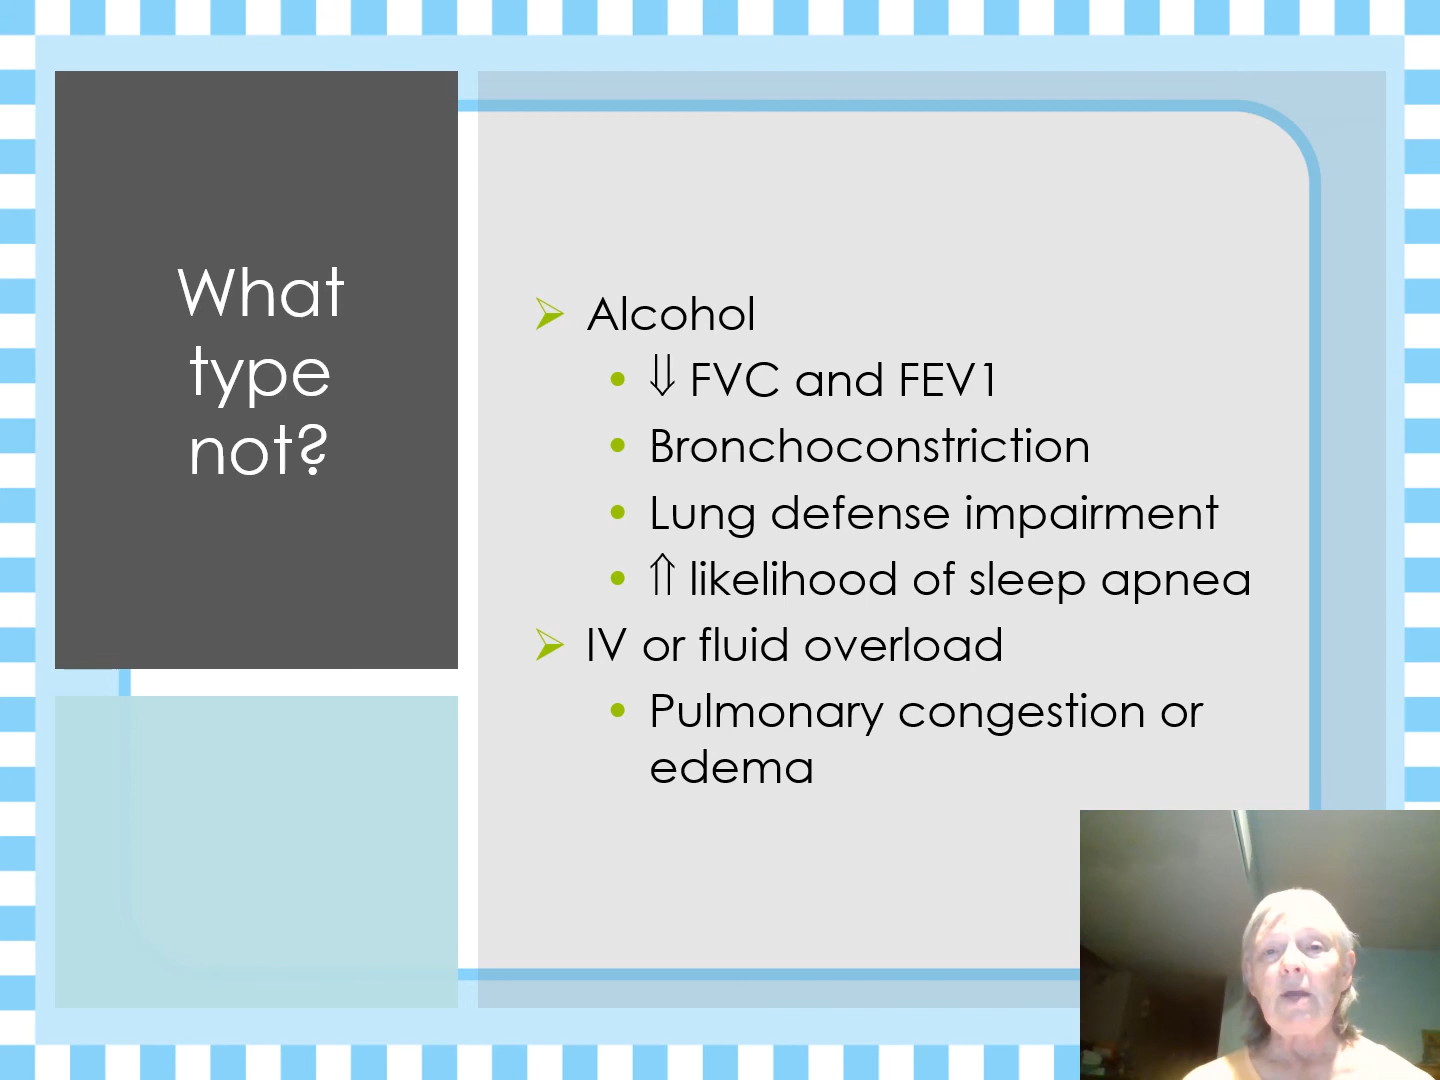 What
type
not?
➢ Alcohol
• ⇓ FVC and FEV1
• Bronchoconstriction
• Lung defense impairment
• ⇑ likelihood of sleep apnea
➢ IV or fluid overload
• Pulmonary congestion or
edema